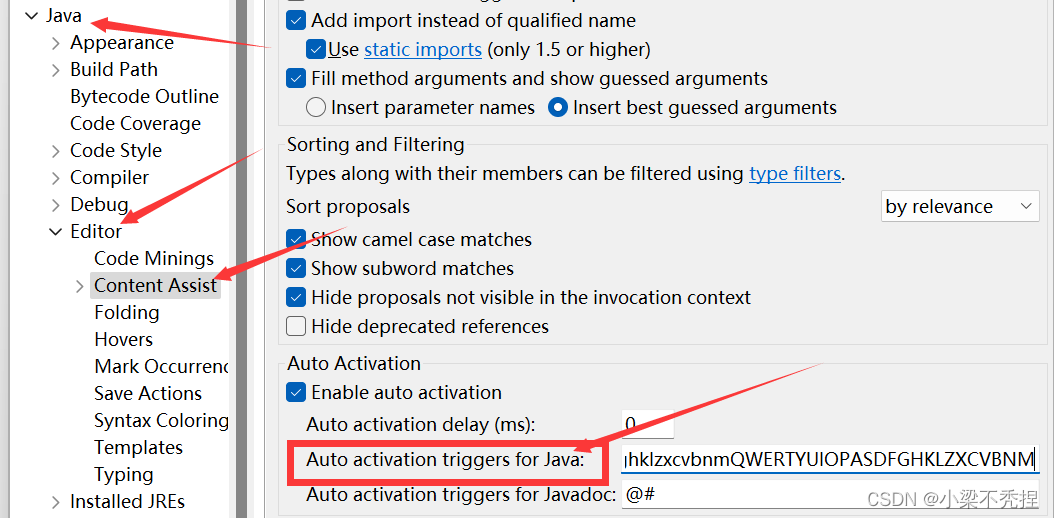 Java
Appearance
Build Path
Bytecode Outline
Code Coverage
Code Style
Compiler
Debug
Editor
Code Minings
Content Assist
Folding
Hovers
Mark Occurrenc
Save Actions
Syntax Coloring
Templates
Typing
Installed JREs
Add import instead of qualified name
Use static imports (only 1.5 or higher)
Fill method arguments and show guessed arguments
Insert parameter names Insert best guessed arguments
Sorting and Filtering
Types along with their members can be filtered using type filters.
Sort proposals by relevance
Show camel case matches
Show subword matches
Hide proposals not visible in the invocation context
Hide deprecated references
Auto Activation
Enable auto activation
Auto activation delay (ms): 0
Auto activation triggers for Java: ghklzxcvbnmQWERTYUIOPASDFGHKLZXCVBNM
Auto activation triggers for Javadoc: @#
CSDN @小梁不秃捏